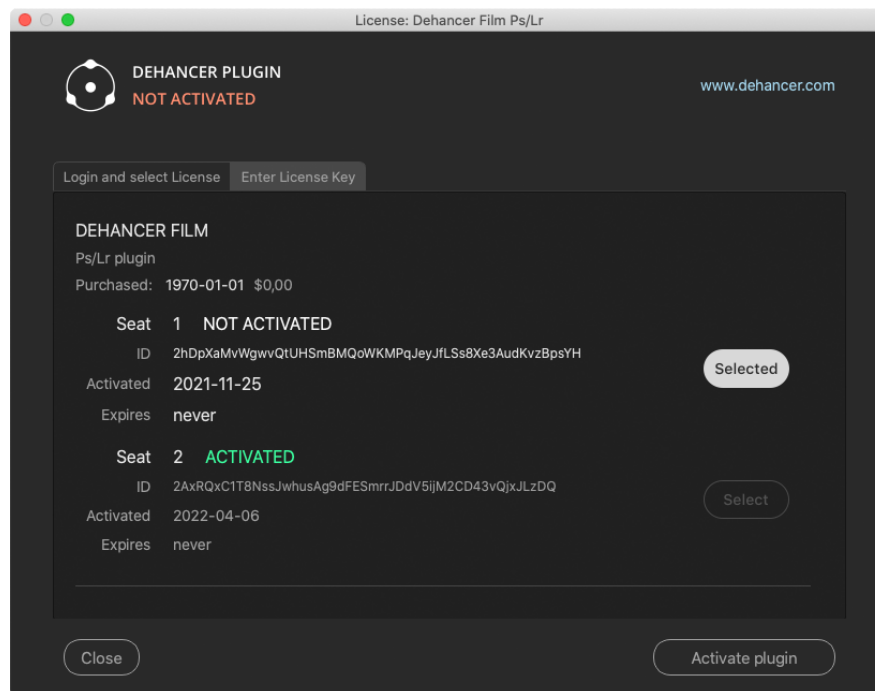 License: Dehancer Film Ps/Lr
DEHANCER PLUGIN
NOT ACTIVATED
www.dehancer.com
Login and select License Enter License Key
DEHANCER FILM
Ps/Lr plugin
Purchased: 1970-01-01 $0,00
Seat 1 NOT ACTIVATED
ID 2hDpXaMvWgwvQtUHSmBMQoWKMPqJeyJfLSs8Xe3AudKvzBpsYH
Selected
Activated 2021-11-25
Expires never
Seat 2 ACTIVATED
ID 2AxRQxC1T8NssJwhusAg9dFESmrrJDdV5ijM2CD43vQjxJLzDQ
Select
Activated 2022-04-06
Expires never
Close Activate plugin